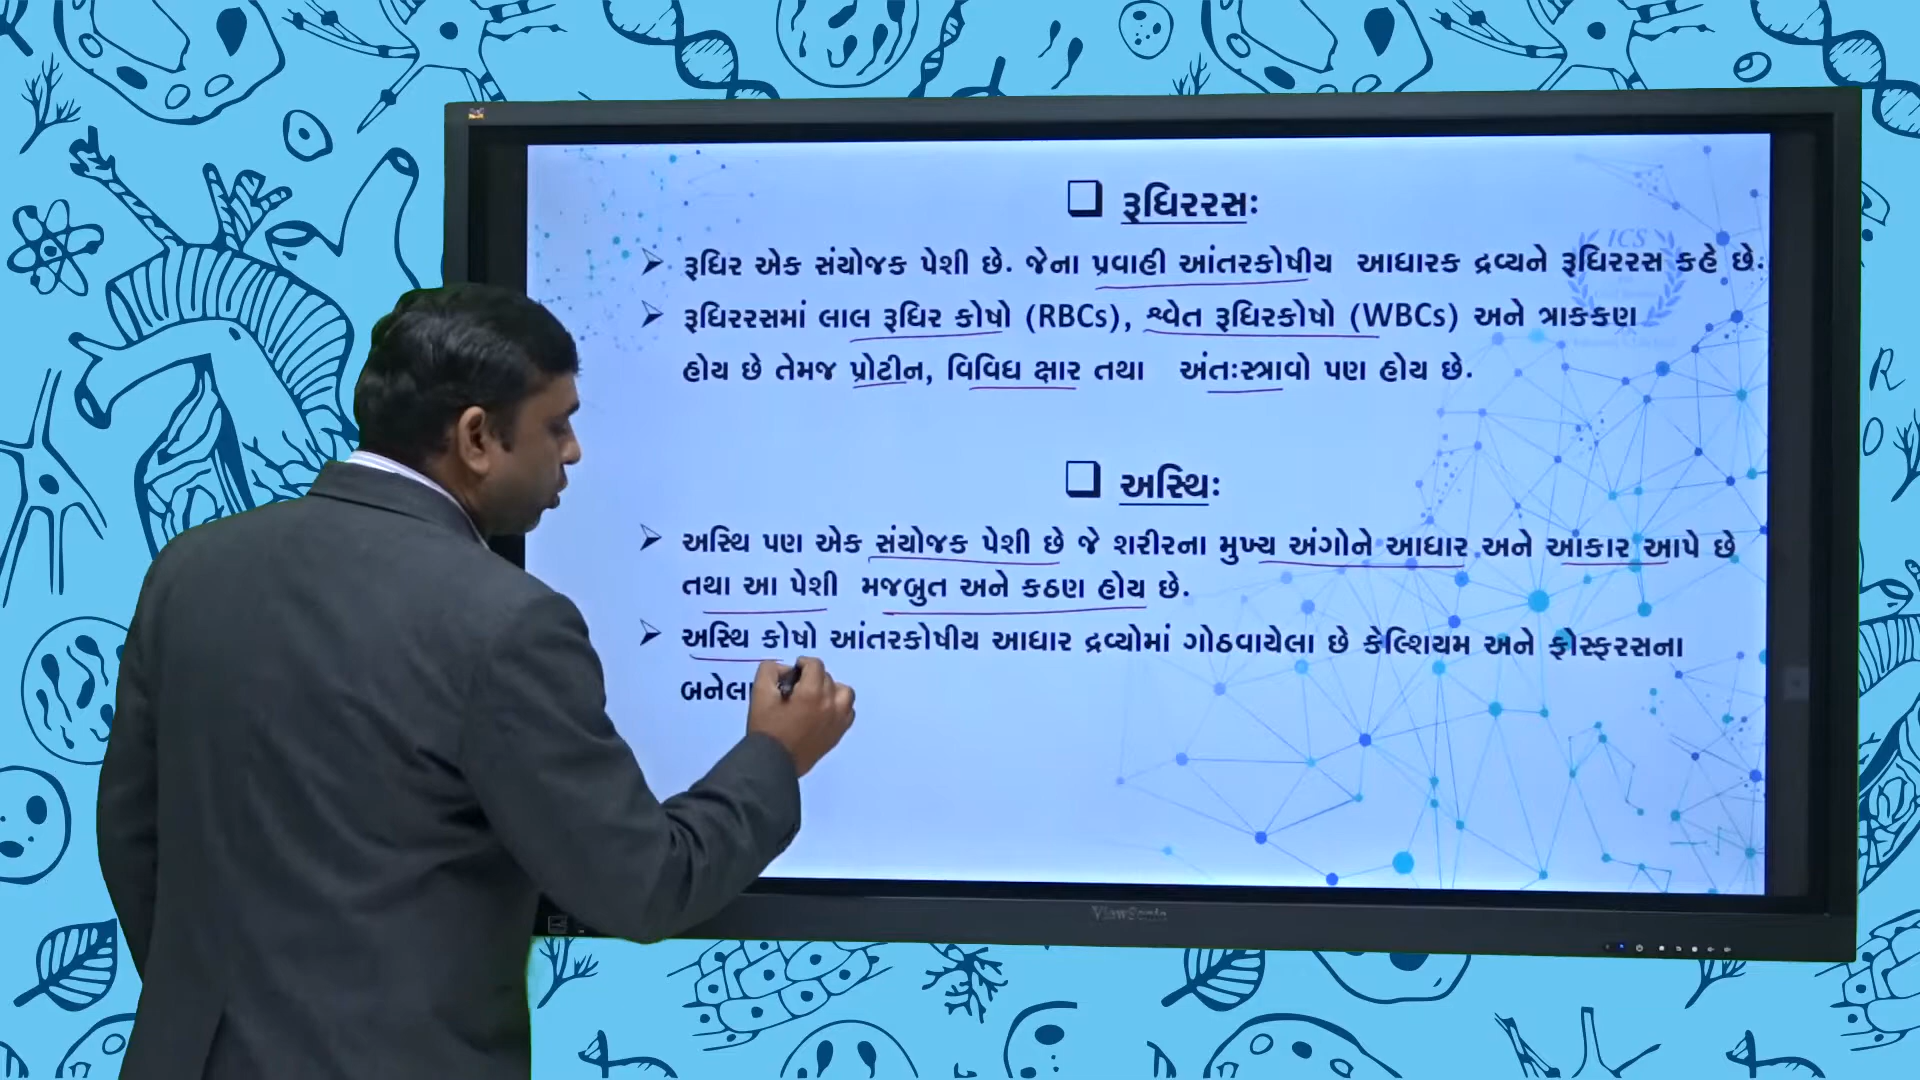 ❑ રૂધિરરસઃ
➢ રૂધિર એક સંયોજક પેશી છે. જેના પ્રવાહી આંતરકોષીય આધારક દ્રવ્યને રૂધિરરસ કહે છે.
➢ રૂધિરરસમાં લાલ રૂધિર કોષો (RBCs), શ્વેત રૂધિરકોષો (WBCs) અને ત્રાકકણ
હોય છે તેમજ પ્રોટીન, વિવિધ ક્ષાર તથા અંતઃસ્ત્રાવો પણ હોય છે.
❑ અસ્થિઃ
➢ અસ્થિ પણ એક સંયોજક પેશી છે જે શરીરના મુખ્ય અંગોને આધાર અને આકાર આપે છે
તથા આ પેશી મજબુત અને કઠણ હોય છે.
➢ અસ્થિ કોષો આંતરકોષીય આધાર દ્રવ્યોમાં ગોઠવાયેલા છે કેલ્શિયમ અને ફોસ્ફરસના
બનેલા
ICS
ViewSonic
R